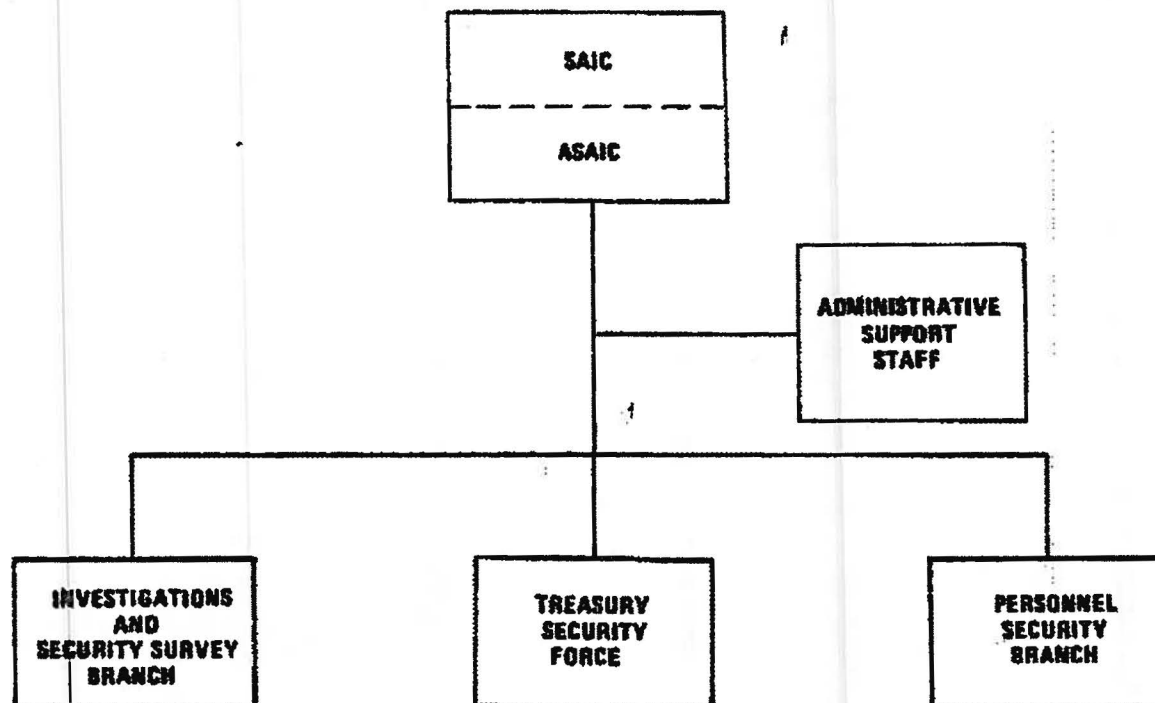 SAIC
ASAIC
ADMINISTRATIVE
SUPPORT
STAFF
INVESTIGATIONS
AND
SECURITY SURVEY
BRANCH
TREASURY
SECURITY
FORCE
PERSONNEL
SECURITY
BRANCH